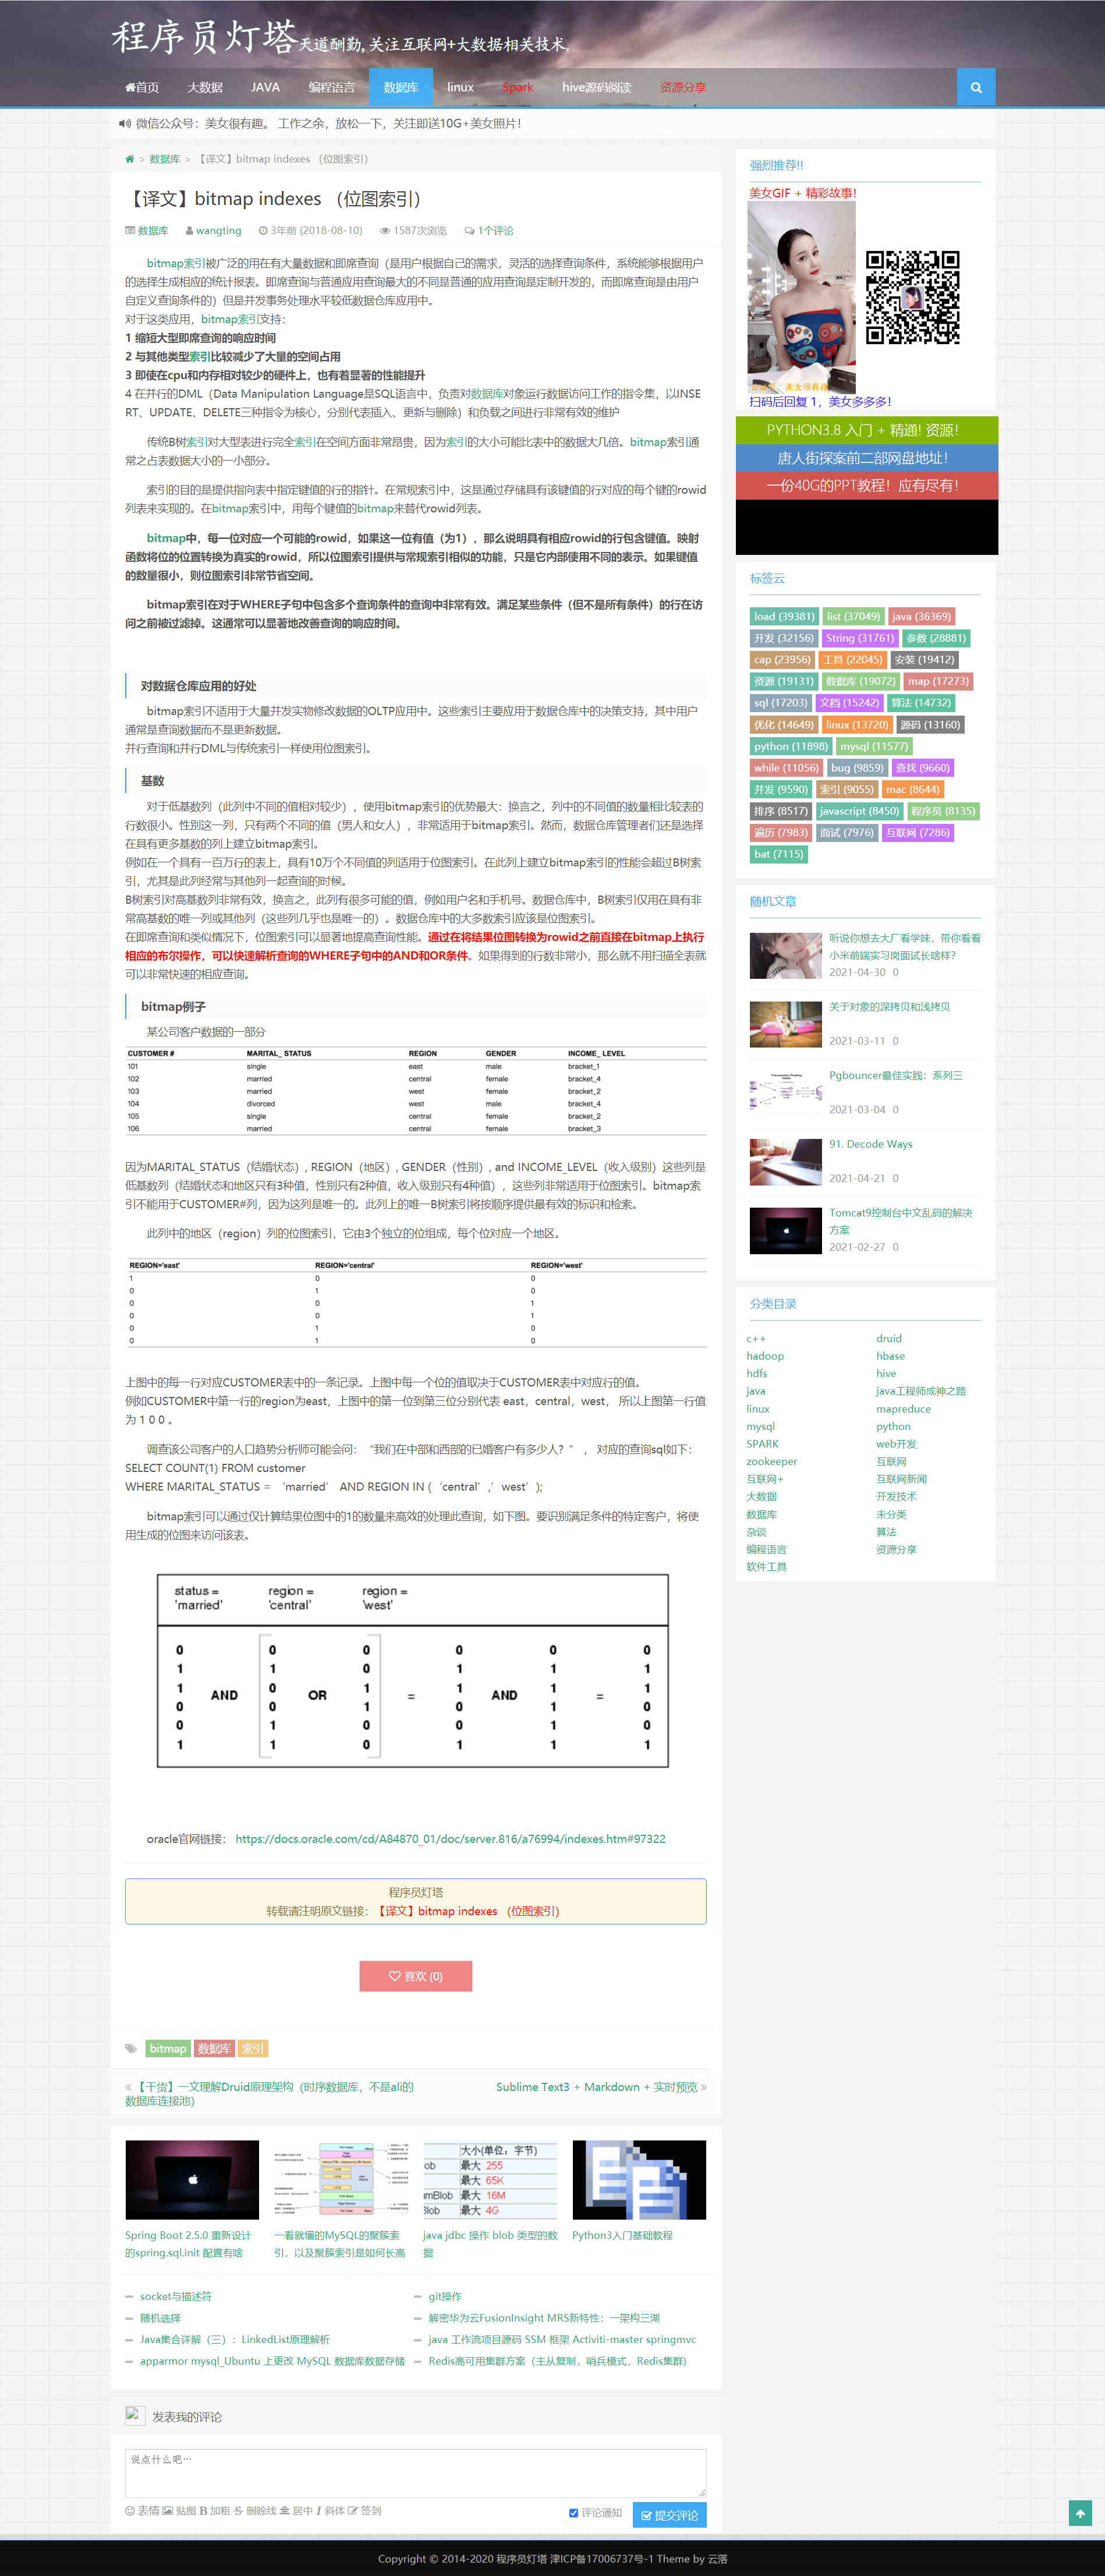 程序员灯塔天道酬勤,关注互联网+大数据相关技术.
首页 大数据 JAVA 编程语言 数据库 linux Spark hive源码阅读 资源分享
微信公众号：美女很有趣。 工作之余，放松一下，关注即送10G+美女照片！
> 数据库 > 【译文】bitmap indexes （位图索引）
【译文】bitmap indexes （位图索引）
数据库 wangting 3年前 (2018-08-10) 1587次浏览 1个评论
bitmap索引被广泛的用在有大量数据和即席查询（是用户根据自己的需求，灵活的选择查询条件，系统能够根据用户
的选择生成相应的统计报表。即席查询与普通应用查询最大的不同是普通的应用查询是定制开发的，而即席查询是由用户
自定义查询条件的）但是并发事务处理水平较低数据仓库应用中。
对于这类应用，bitmap索引支持：
1 缩短大型即席查询的响应时间
2 与其他类型索引比较减少了大量的空间占用
3 即使在cpu和内存相对较少的硬件上，也有着显著的性能提升
4 在并行的DML（Data Manipulation Language是SQL语言中，负责对数据库对象运行数据访问工作的指令集，以INSE
RT、UPDATE、DELETE三种指令为核心，分别代表插入、更新与删除）和负载之间进行非常有效的维护
传统B树索引对大型表进行完全索引在空间方面非常昂贵，因为索引的大小可能比表中的数据大几倍。bitmap索引通
常之占表数据大小的一小部分。
索引的目的是提供指向表中指定键值的行的指针。在常规索引中，这是通过存储具有该键值的行对应的每个键的rowid
列表来实现的。在bitmap索引中，用每个键值的bitmap来替代rowid列表。
bitmap中，每一位对应一个可能的rowid，如果这一位有值（为1），那么说明具有相应rowid的行包含键值。映射
函数将位的位置转换为真实的rowid，所以位图索引提供与常规索引相似的功能，只是它内部使用不同的表示。如果键值
的数量很小，则位图索引非常节省空间。
bitmap索引在对于WHERE子句中包含多个查询条件的查询中非常有效。满足某些条件（但不是所有条件）的行在访
问之前被过滤掉。这通常可以显著地改善查询的响应时间。
对数据仓库应用的好处
bitmap索引不适用于大量并发实物修改数据的OLTP应用中。这些索引主要应用于数据仓库中的决策支持，其中用户
通常是查询数据而不是更新数据。
并行查询和并行DML与传统索引一样使用位图索引。
基数
对于低基数列（此列中不同的值相对较少），使用bitmap索引的优势最大：换言之，列中的不同值的数量相比较表的
行数很小。性别这一列，只有两个不同的值（男人和女人），非常适用于bitmap索引。然而，数据仓库管理者们还是选择
在具有更多基数的列上建立bitmap索引。
例如在一个具有一百万行的表上，具有10万个不同值的列适用于位图索引。在此列上建立bitmap索引的性能会超过B树索
引，尤其是此列经常与其他列一起查询的时候。
B树索引对高基数列非常有效，换言之，此列有很多可能的值，例如用户名和手机号。数据仓库中，B树索引仅用在具有非
常高基数的唯一列或其他列（这些列几乎也是唯一的）。数据仓库中的大多数索引应该是位图索引。
在即席查询和类似情况下，位图索引可以显著地提高查询性能。通过在将结果位图转换为rowid之前直接在bitmap上执行
相应的布尔操作，可以快速解析查询的WHERE子句中的AND和OR条件。如果得到的行数非常小，那么就不用扫描全表就
可以非常快速的相应查询。
bitmap例子
某公司客户数据的一部分
CUSTOMER # MARITAL_ STATUS REGION GENDER INCOME_ LEVEL
101 single east male bracket_1
102 married central female bracket_4
103 married west female bracket_2
104 divorced west male bracket_4
105 single central female bracket_2
106 married central female bracket_3
因为MARITAL_STATUS（结婚状态）, REGION（地区）, GENDER（性别）, and INCOME_LEVEL（收入级别）这些列是
低基数列（结婚状态和地区只有3种值，性别只有2种值，收入级别只有4种值），这些列非常适用于位图索引。bitmap索
引不能用于CUSTOMER#列，因为这列是唯一的。此列上的唯一B树索引将按顺序提供最有效的标识和检索。
此列中的地区（region）列的位图索引，它由3个独立的位组成，每个位对应一个地区。
REGION='east' REGION='central' REGION='west'
1 0 0
0 1 0
0 0 1
0 0 1
0 1 0
0 1 0
上图中的每一行对应CUSTOMER表中的一条记录。上图中每一个位的值取决于CUSTOMER表中对应行的值。
例如CUSTOMER中第一行的region为east，上图中的第一位到第三位分别代表 east，central，west， 所以上图第一行值
为 1 0 0 。
调查该公司客户的人口趋势分析师可能会问：“我们在中部和西部的已婚客户有多少人？” ， 对应的查询sql如下：
SELECT COUNT(1) FROM customer
WHERE MARITAL_STATUS = ‘married’ AND REGION IN (‘central’,’west’);
bitmap索引可以通过仅计算结果位图中的1的数量来高效的处理此查询，如下图。要识别满足条件的特定客户，将使
用生成的位图来访问该表。
status = region = region =
'married' 'central' 'west'
0 0 0 0 0 0
1 1 0 1 1 1
1 0 1 1 1 1
0 AND 0 OR 1 = 0 AND 1 = 0
0 1 0 0 1 0
1 1 0 1 1 1
oracle官网链接： https://docs.oracle.com/cd/A84870_01/doc/server.816/a76994/indexes.htm#97322
程序员灯塔
转载请注明原文链接：【译文】bitmap indexes （位图索引）
喜欢 (0)
bitmap 数据库 索引
【干货】一文理解Druid原理架构（时序数据库，不是ali的
数据库连接池）
Sublime Text3 + Markdown + 实时预览
大小(单位：字节)
lob 最大 255
最大 65K
umBlob 最大 16M
Blob 最大 4G
Spring Boot 2.5.0 重新设计
的spring.sql.init 配置有啥
一看就懂的MySQL的聚簇索
引，以及聚簇索引是如何长高
java jdbc 操作 blob 类型的数
据
Python3入门基础教程
socket与描述符 git操作
随机选择 解密华为云FusionInsight MRS新特性：一架构三湖
Java集合详解（三）：LinkedList原理解析 java 工作流项目源码 SSM 框架 Activiti-master springmvc
apparmor mysql_Ubuntu 上更改 MySQL 数据库数据存储 Redis高可用集群方案（主从复制，哨兵模式，Redis集群）
发表我的评论
说点什么吧…
表情 贴图 B 加粗 S 删除线 居中 I 斜体 签到
评论通知 提交评论
强烈推荐!!
美女GIF + 精彩故事！
扫码后回复 1，美女多多多！
PYTHON3.8 入门 + 精通! 资源！
唐人街探案前二部网盘地址！
一份40G的PPT教程！应有尽有！
标签云
load (39381) list (37049) java (36369)
开发 (32156) String (31761) 参数 (28881)
cap (23956) 工具 (22045) 安装 (19412)
资源 (19131) 数据库 (19072) map (17273)
sql (17203) 文档 (15242) 算法 (14732)
优化 (14649) linux (13720) 源码 (13160)
python (11898) mysql (11577)
while (11056) bug (9859) 查找 (9660)
并发 (9590) 索引 (9055) mac (8644)
排序 (8517) javascript (8450) 程序员 (8135)
遍历 (7983) 面试 (7976) 互联网 (7286)
bat (7115)
随机文章
听说你想去大厂看学妹，带你看看
小米前端实习岗面试长啥样？
2021-04-30 0
关于对象的深拷贝和浅拷贝
2021-03-11 0
Pgbouncer最佳实践：系列三
2021-03-04 0
91. Decode Ways
2021-04-21 0
Tomcat9控制台中文乱码的解决
方案
2021-02-27 0
分类目录
c++ druid
hadoop hbase
hdfs hive
java java工程师成神之路
linux mapreduce
mysql python
SPARK web开发
zookeeper 互联网
互联网+ 互联网新闻
大数据 开发技术
数据库 未分类
杂谈 算法
编程语言 资源分享
软件工具
Copyright © 2014-2020 程序员灯塔 津ICP备17006737号-1 Theme by 云落